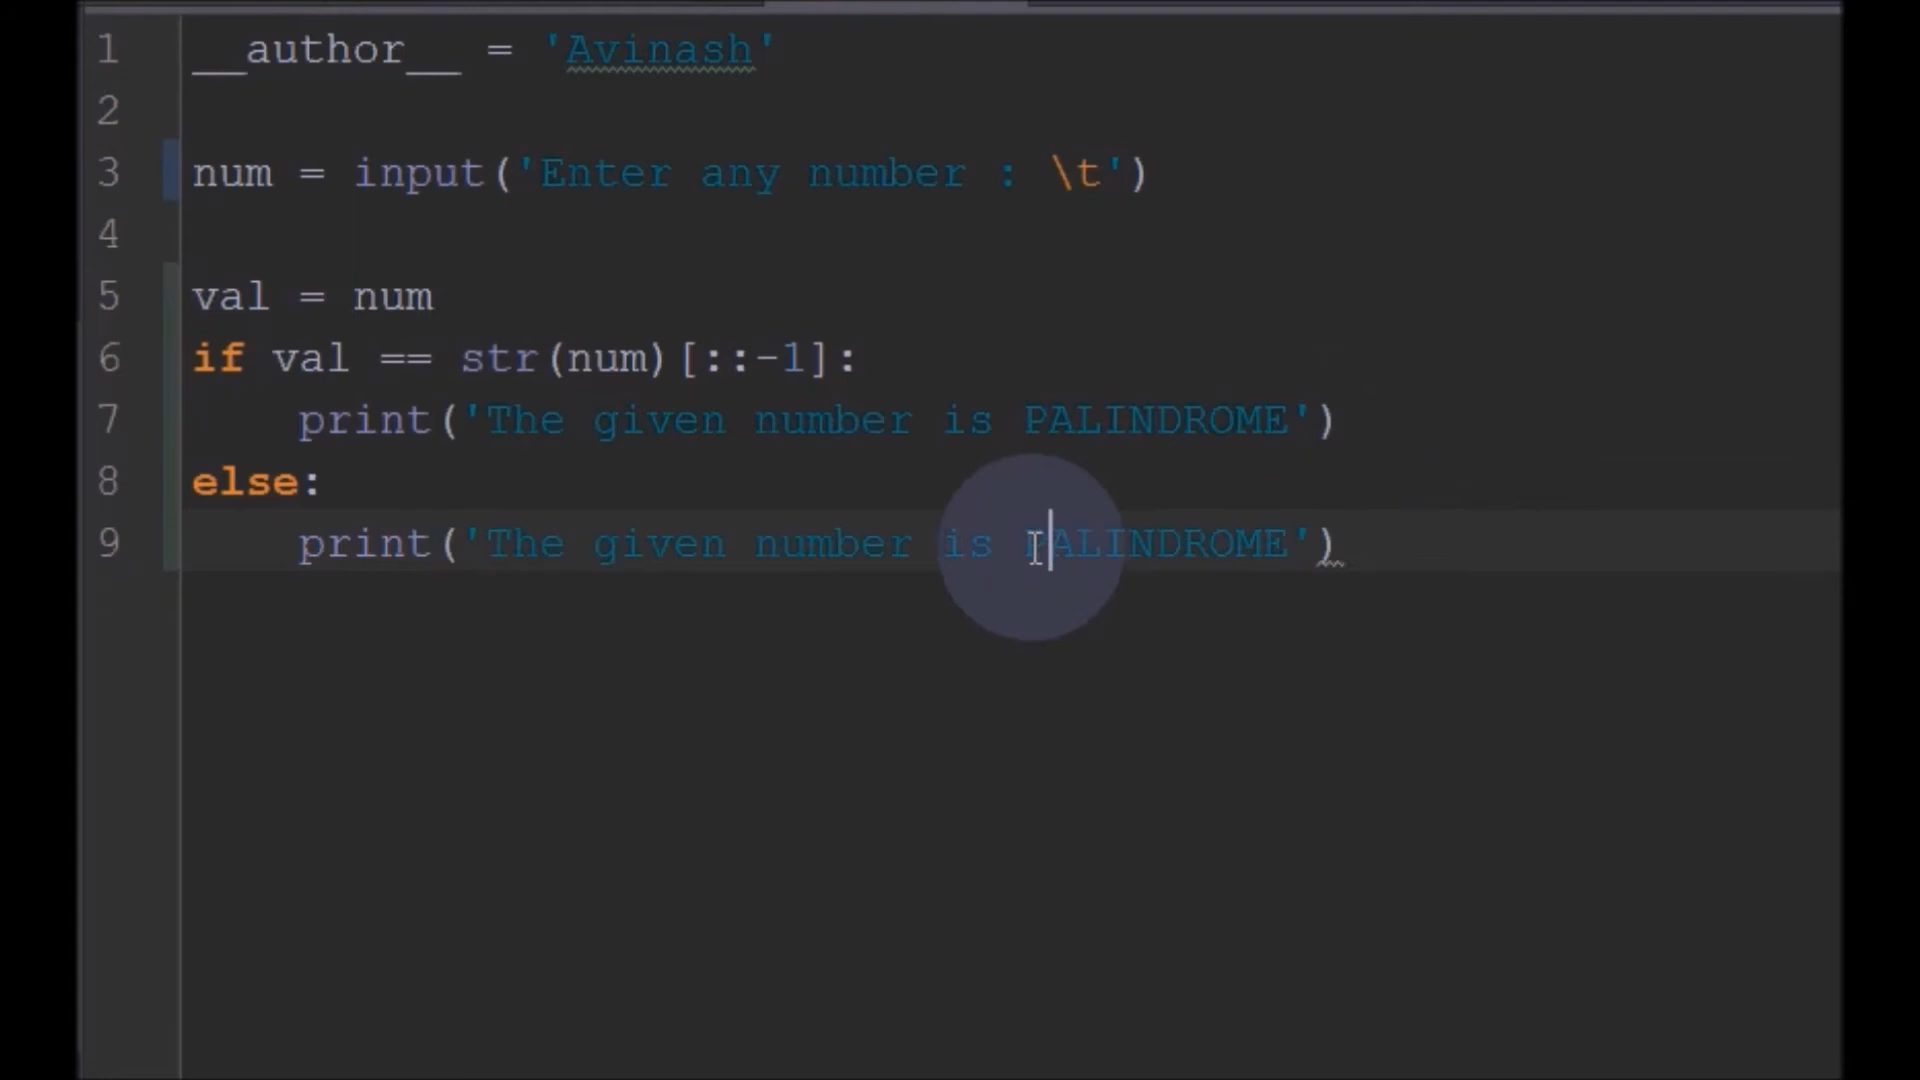 1 __author__ = 'Avinash'
2
3 num = input('Enter any number : \t')
4
5 val = num
6 if val == str(num)[::-1]:
7     print('The given number is PALINDROME')
8 else:
9     print('The given number is PALINDROME')